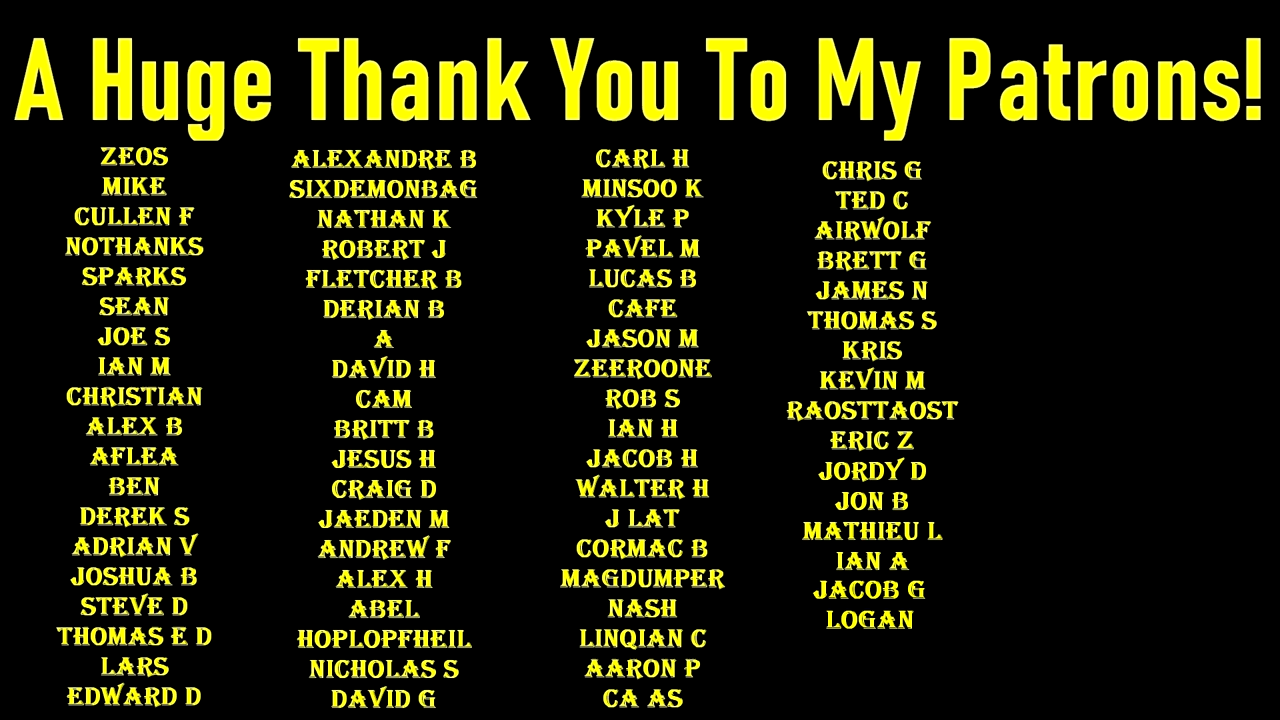 A Huge Thank You To My Patrons!
ZEOS
MIKE
CULLEN F
NOTHANKS
SPARKS
SEAN
JOE S
IAN M
CHRISTIAN
ALEX B
AFLEA
BEN
DEREK S
ADRIAN V
JOSHUA B
STEVE D
THOMAS E D
LARS
EDWARD D
ALEXANDRE B
SIXDEMONBAG
NATHAN K
ROBERT J
FLETCHER B
DERIAN B
A
DAVID H
CAM
BRITT B
JESUS H
CRAIG D
JAEDEN M
ANDREW F
ALEX H
ABEL
HOPLOPFHEIL
NICHOLAS S
DAVID G
CARL H
MINSOO K
KYLE P
PAVEL M
LUCAS B
CAFE
JASON M
ZEEROONE
ROB S
IAN H
JACOB H
WALTER H
J LAT
CORMAC B
MAGDUMPER
NASH
LINQIAN C
AARON P
CA AS
CHRIS G
TED C
AIRWOLF
BRETT G
JAMES N
THOMAS S
KRIS
KEVIN M
RAOSTTAOST
ERIC Z
JORDY D
JON B
MATHIEU L
IAN A
JACOB G
LOGAN